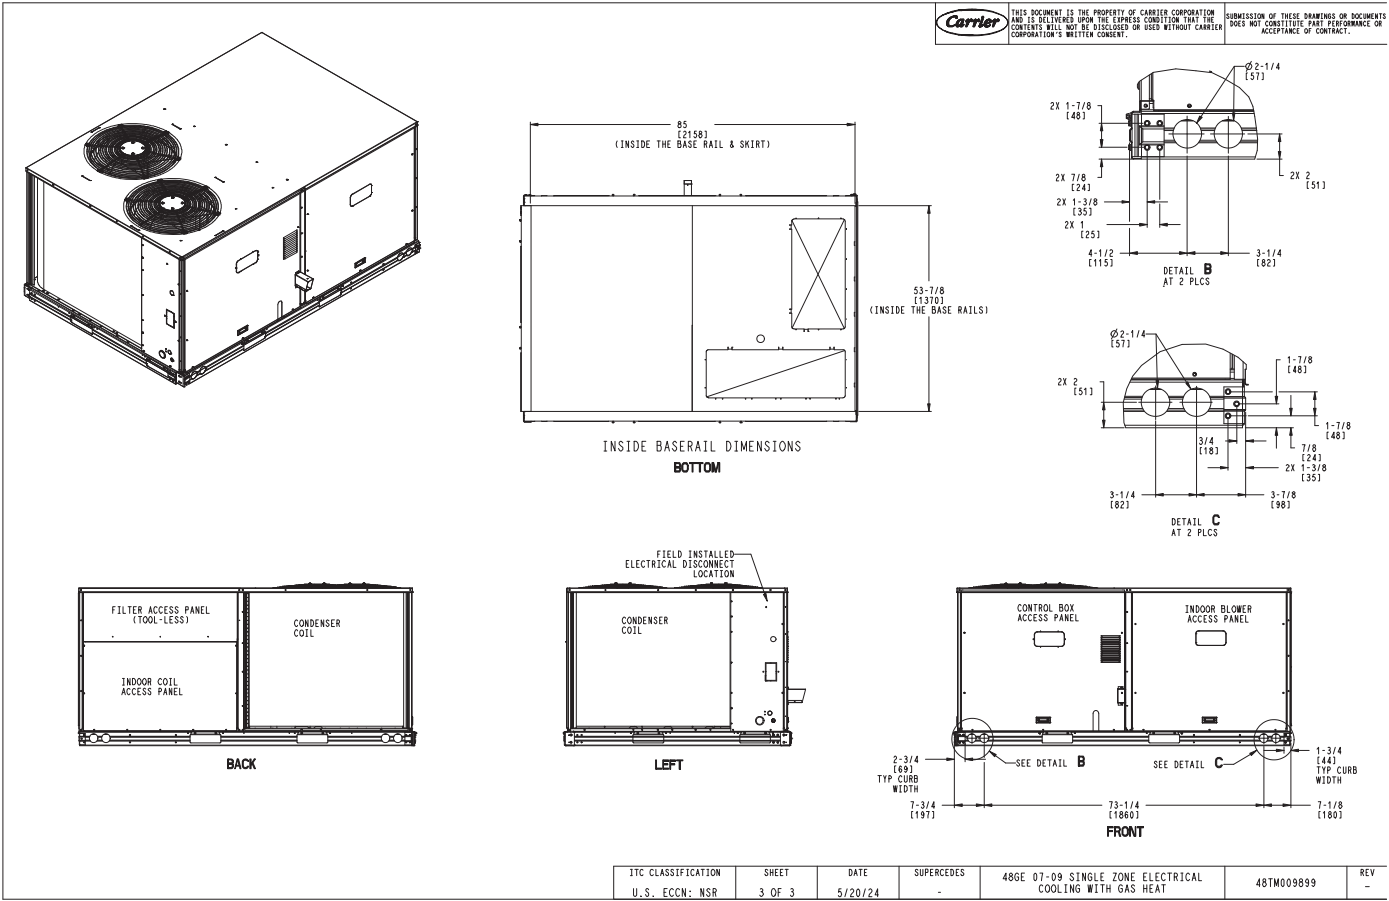 Carrier
THIS DOCUMENT IS THE PROPERTY OF CARRIER CORPORATION
AND IS DELIVERED UPON THE EXPRESS CONDITION THAT THE
CONTENTS WILL NOT BE DISCLOSED OR USED WITHOUT CARRIER
CORPORATION'S WRITTEN CONSENT.
SUBMISSION OF THESE DRAWINGS OR DOCUMENTS
DOES NOT CONSTITUTE PART PERFORMANCE OR
ACCEPTANCE OF CONTRACT.
85
[2158]
(INSIDE THE BASE RAIL & SKIRT)
53-7/8
[1370]
(INSIDE THE BASE RAILS)
INSIDE BASERAIL DIMENSIONS
BOTTOM
Ø2-1/4
[57]
2X 1-7/8
[48]
2X 7/8
[24]
2X 2
[51]
2X 1-3/8
[35]
2X 1
[25]
4-1/2
[115]
3-1/4
[82]
DETAIL B
AT 2 PLCS
Ø2-1/4
[57]
1-7/8
[48]
2X 2
[51]
1-7/8
[48]
3/4
[18]
7/8
[24]
2X 1-3/8
[35]
3-1/4
[82]
3-7/8
[98]
DETAIL C
AT 2 PLCS
FILTER ACCESS PANEL
(TOOL-LESS)
CONDENSER
COIL
INDOOR COIL
ACCESS PANEL
BACK
FIELD INSTALLED
ELECTRICAL DISCONNECT
LOCATION
CONDENSER
COIL
LEFT
CONTROL BOX
ACCESS PANEL
INDOOR BLOWER
ACCESS PANEL
2-3/4
[69]
TYP CURB
WIDTH
SEE DETAIL B
SEE DETAIL C
1-3/4
[44]
TYP CURB
WIDTH
7-3/4
[197]
73-1/4
[1860]
7-1/8
[180]
FRONT
ITC CLASSIFICATION
U.S. ECCN: NSR
SHEET
3 OF 3
DATE
5/20/24
SUPERCEDES
-
48GE 07-09 SINGLE ZONE ELECTRICAL
COOLING WITH GAS HEAT
48TM009899
REV
-